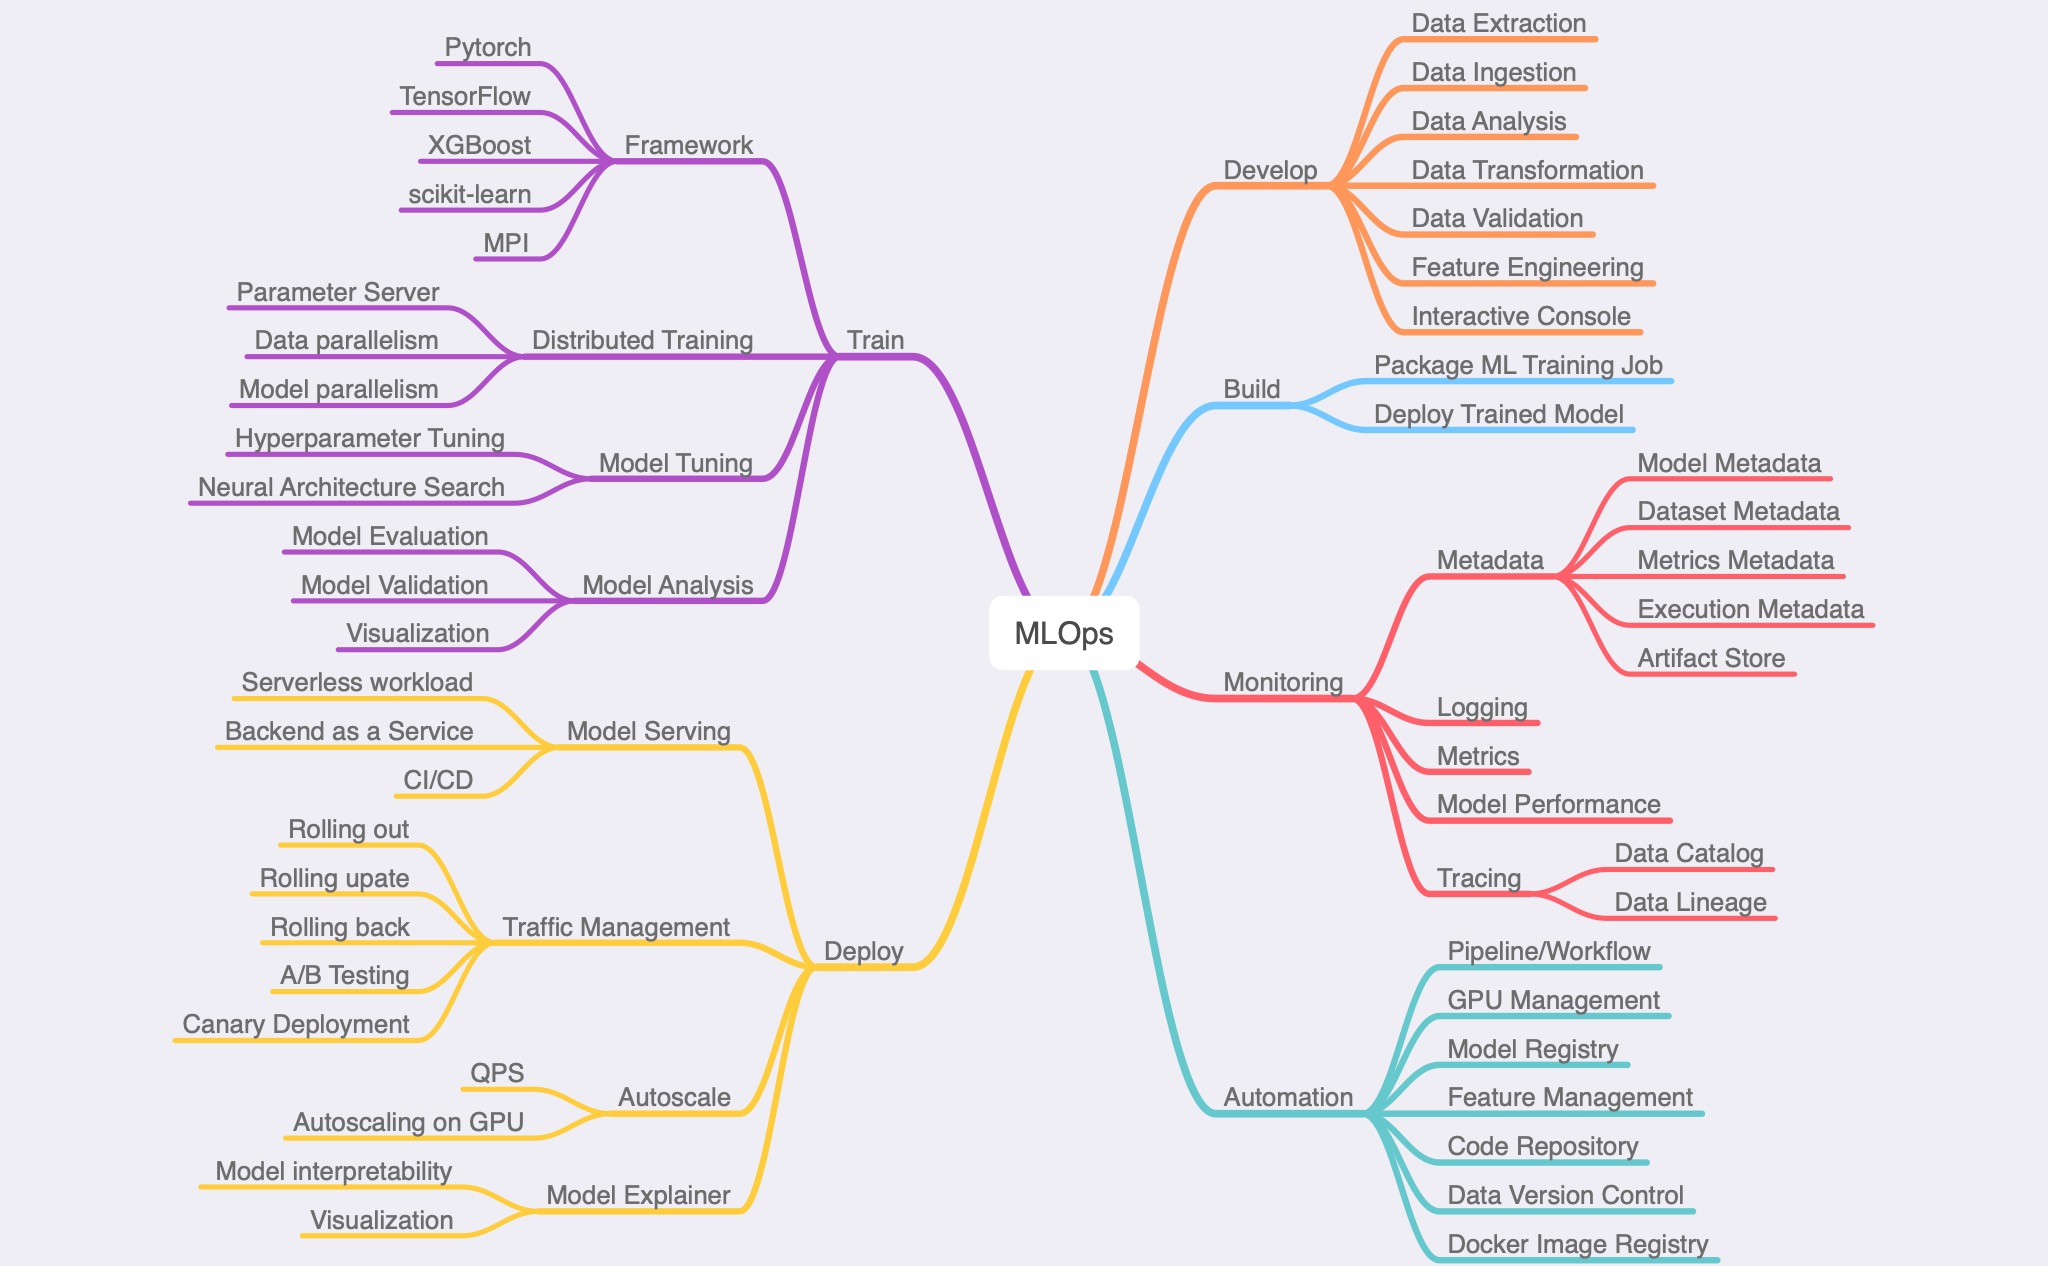 MLOps
Develop
Data Extraction
Data Ingestion
Data Analysis
Data Transformation
Data Validation
Feature Engineering
Interactive Console
Build
Package ML Training Job
Deploy Trained Model
Monitoring
Metadata
Model Metadata
Dataset Metadata
Metrics Metadata
Execution Metadata
Artifact Store
Logging
Metrics
Model Performance
Tracing
Data Catalog
Data Lineage
Automation
Pipeline/Workflow
GPU Management
Model Registry
Feature Management
Code Repository
Data Version Control
Docker Image Registry
Train
Framework
Pytorch
TensorFlow
XGBoost
scikit-learn
MPI
Distributed Training
Parameter Server
Data parallelism
Model parallelism
Model Tuning
Hyperparameter Tuning
Neural Architecture Search
Model Analysis
Model Evaluation
Model Validation
Visualization
Deploy
Model Serving
Serverless workload
Backend as a Service
CI/CD
Traffic Management
Rolling out
Rolling upate
Rolling back
A/B Testing
Canary Deployment
Autoscale
QPS
Autoscaling on GPU
Model Explainer
Model interpretability
Visualization